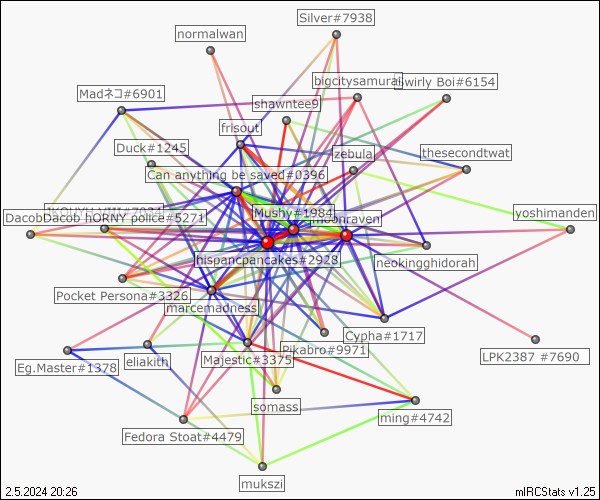 Silver#7938
normalwan
bigcitysamurai
swirly Boi#6154
Madネコ#6901
shawntee9
frisout
Duck#1245
zebula
thesecondtwat
Can anything be saved#0396
DacobDacob hORNY police#5271
Mushy#1984
moonraven
yoshimanden
hispancpancakes#2928
neokingghidorah
Pocket Persona#3326
marcemadness
Cypha#1717
Pikabro#9971
Majestic#3375
LPK2387 #7690
Eg.Master#1378
eliakith
somass
ming#4742
Fedora Stoat#4479
mukszi
2.5.2024 20:26
mIRCStats v1.25